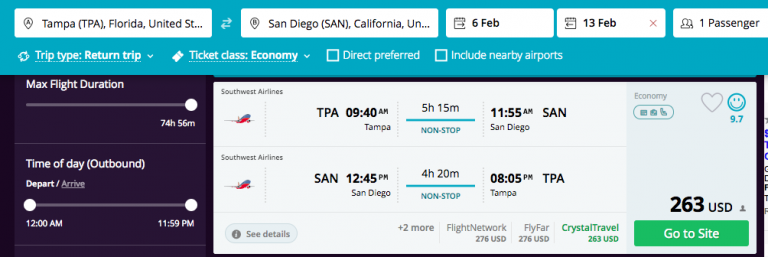 A Tampa (TPA), Florida, United St...
B San Diego (SAN), California, Un...
6 Feb
13 Feb
1 Passenger
Trip type: Return trip
Ticket class: Economy
Direct preferred
Include nearby airports
Max Flight Duration
74h 56m
Time of day (Outbound)
Depart / Arrive
12:00 AM 11:59 PM
Southwest Airlines
TPA 09:40 AM 5h 15m 11:55 AM SAN
Tampa NON-STOP San Diego
Southwest Airlines
SAN 12:45 PM 4h 20m 08:05 PM TPA
San Diego NON-STOP Tampa
See details
+2 more FlightNetwork FlyFar CrystalTravel
276 USD 276 USD 263 USD
Economy
9.7
263 USD
Go to Site